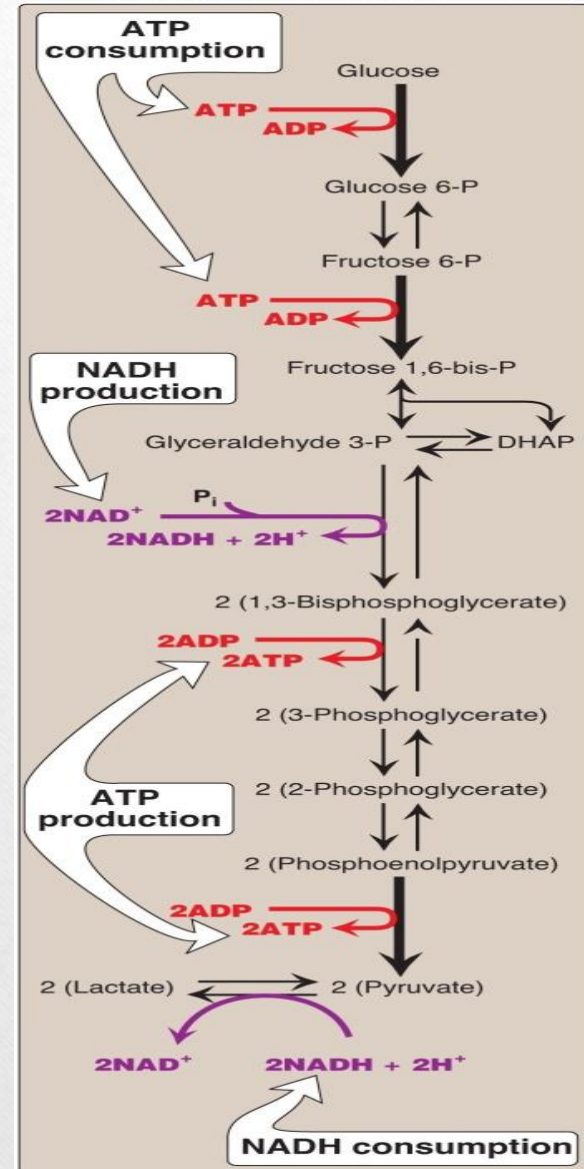 ATP
consumption
Glucose
ATP
ADP
Glucose 6-P
Fructose 6-P
ATP
ADP
NADH
production
Fructose 1,6-bis-P
Glyceraldehyde 3-P
DHAP
Pi
2NAD+
2NADH + 2H+
2 (1,3-Bisphosphoglycerate)
2ADP
2ATP
2 (3-Phosphoglycerate)
ATP
production
2 (2-Phosphoglycerate)
2 (Phosphoenolpyruvate)
2ADP
2ATP
2 (Lactate)
2 (Pyruvate)
2NAD+
2NADH + 2H+
NADH consumption